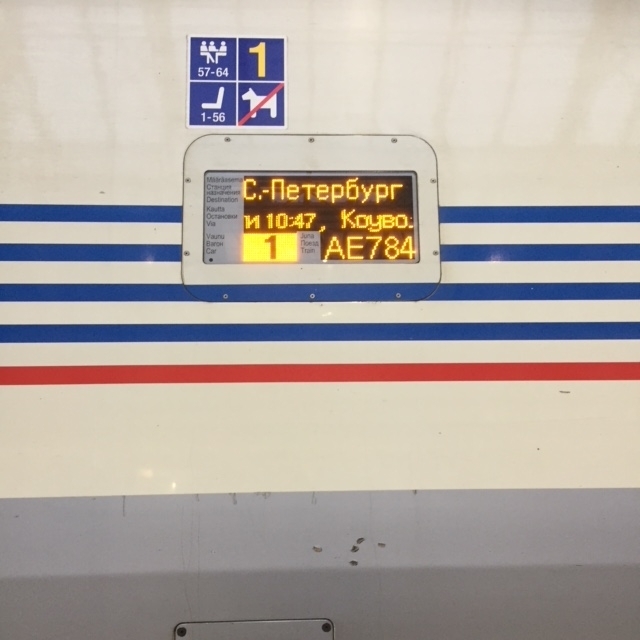 1
57-64
1-56
Määräasema
Станция
назначения
Destination
С.-Петербург
Kautta
Остановки
Via
и 10:47, Коуво
Vaunu
Вагон
Car
1
Juna
Поезд
Train
AE784